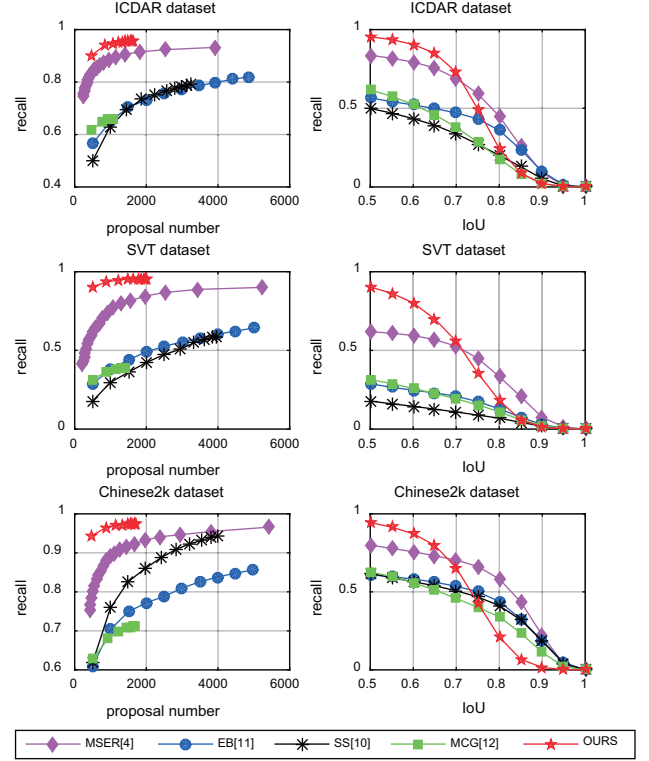 ICDAR dataset
1
0.8
0.6
0.4
recall
0
2000
4000
6000
proposal number
ICDAR dataset
1
0.5
0
recall
0.5
0.6
0.7
0.8
0.9
1
IoU
SVT dataset
1
0.5
0
recall
0
2000
4000
6000
proposal number
SVT dataset
1
0.5
0
recall
0.5
0.6
0.7
0.8
0.9
1
IoU
Chinese2k dataset
1
0.9
0.8
0.7
0.6
recall
0
2000
4000
6000
proposal number
Chinese2k dataset
1
0.5
0
recall
0.5
0.6
0.7
0.8
0.9
1
IoU
MSER[4]
EB[11]
SS[10]
MCG[12]
OURS